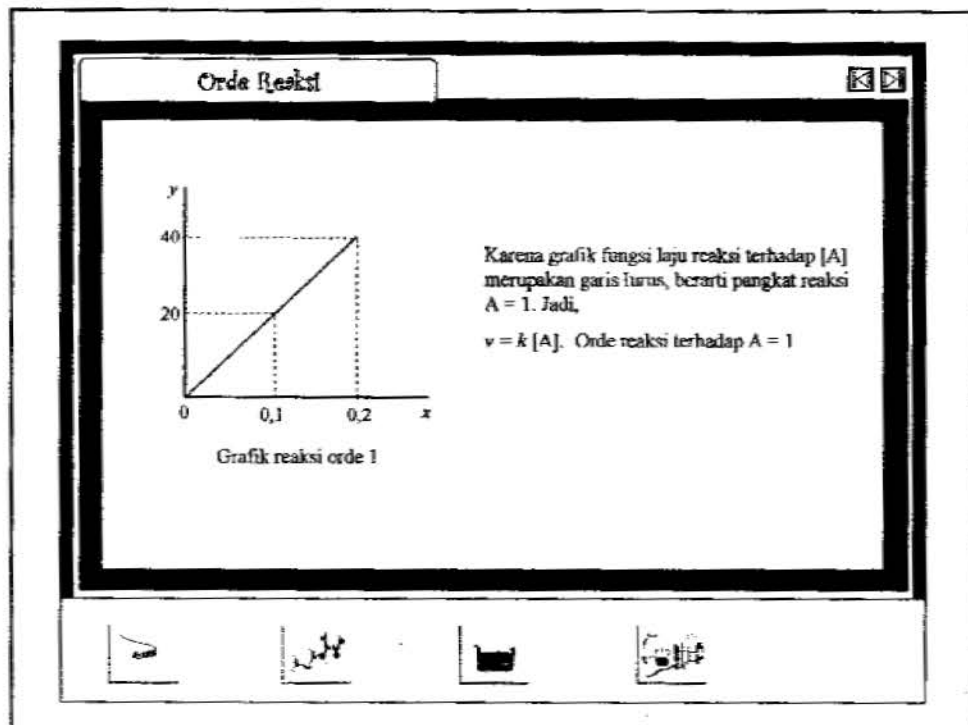 Orde Reaksi
y
40
20
0
0,1
0,2
x
Grafik reaksi orde 1
Karena grafik fungsi laju reaksi terhadap [A]
merupakan garis lurus, berarti pangkat reaksi
A = 1. Jadi,
v = k [A]. Orde reaksi terhadap A = 1